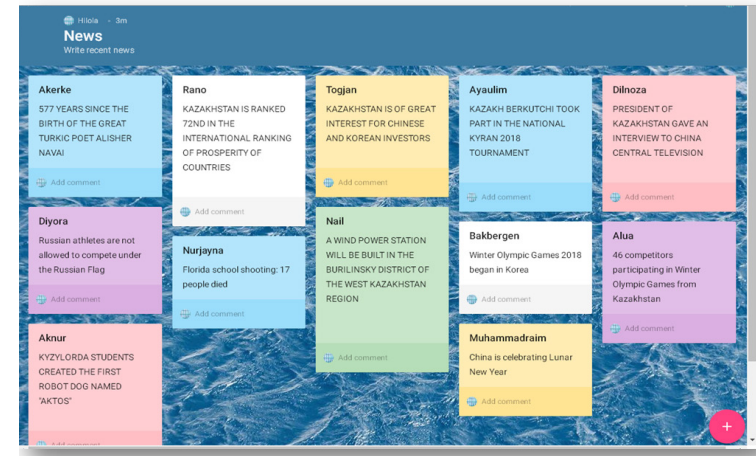 Hiloia · 3m
News
Write recent news
Akerke
577 YEARS SINCE THE
BIRTH OF THE GREAT
TURKIC POET ALISHER
NAVAI
Add comment
Diyora
Russian athletes are not
allowed to compete under
the Russian Flag
Add comment
Aknur
KYZYLORDA STUDENTS
CREATED THE FIRST
ROBOT DOG NAMED
"AKTOS"
Add comment
Rano
KAZAKHSTAN IS RANKED
72ND IN THE
INTERNATIONAL RANKING
OF PROSPERITY OF
COUNTRIES
Add comment
Nurjayna
Florida school shooting: 17
people died
Add comment
Togjan
KAZAKHSTAN IS OF GREAT
INTEREST FOR CHINESE
AND KOREAN INVESTORS
Add comment
Nail
A WIND POWER STATION
WILL BE BUILT IN THE
BURILINSKY DISTRICT OF
THE WEST KAZAKHSTAN
REGION
Add comment
Ayaulim
KAZAKH BERKUTCHI TOOK
PART IN THE NATIONAL
KYRAN 2018
TOURNAMENT
Add comment
Bakbergen
Winter Olympic Games 2018
began in Korea
Add comment
Muhammadraim
China is celebrating Lunar
New Year
Add comment
Dilnoza
PRESIDENT OF
KAZAKHSTAN GAVE AN
INTERVIEW TO CHINA
CENTRAL TELEVISION
Add comment
Alua
46 competitors
participating in Winter
Olympic Games from
Kazakhstan
Add comment